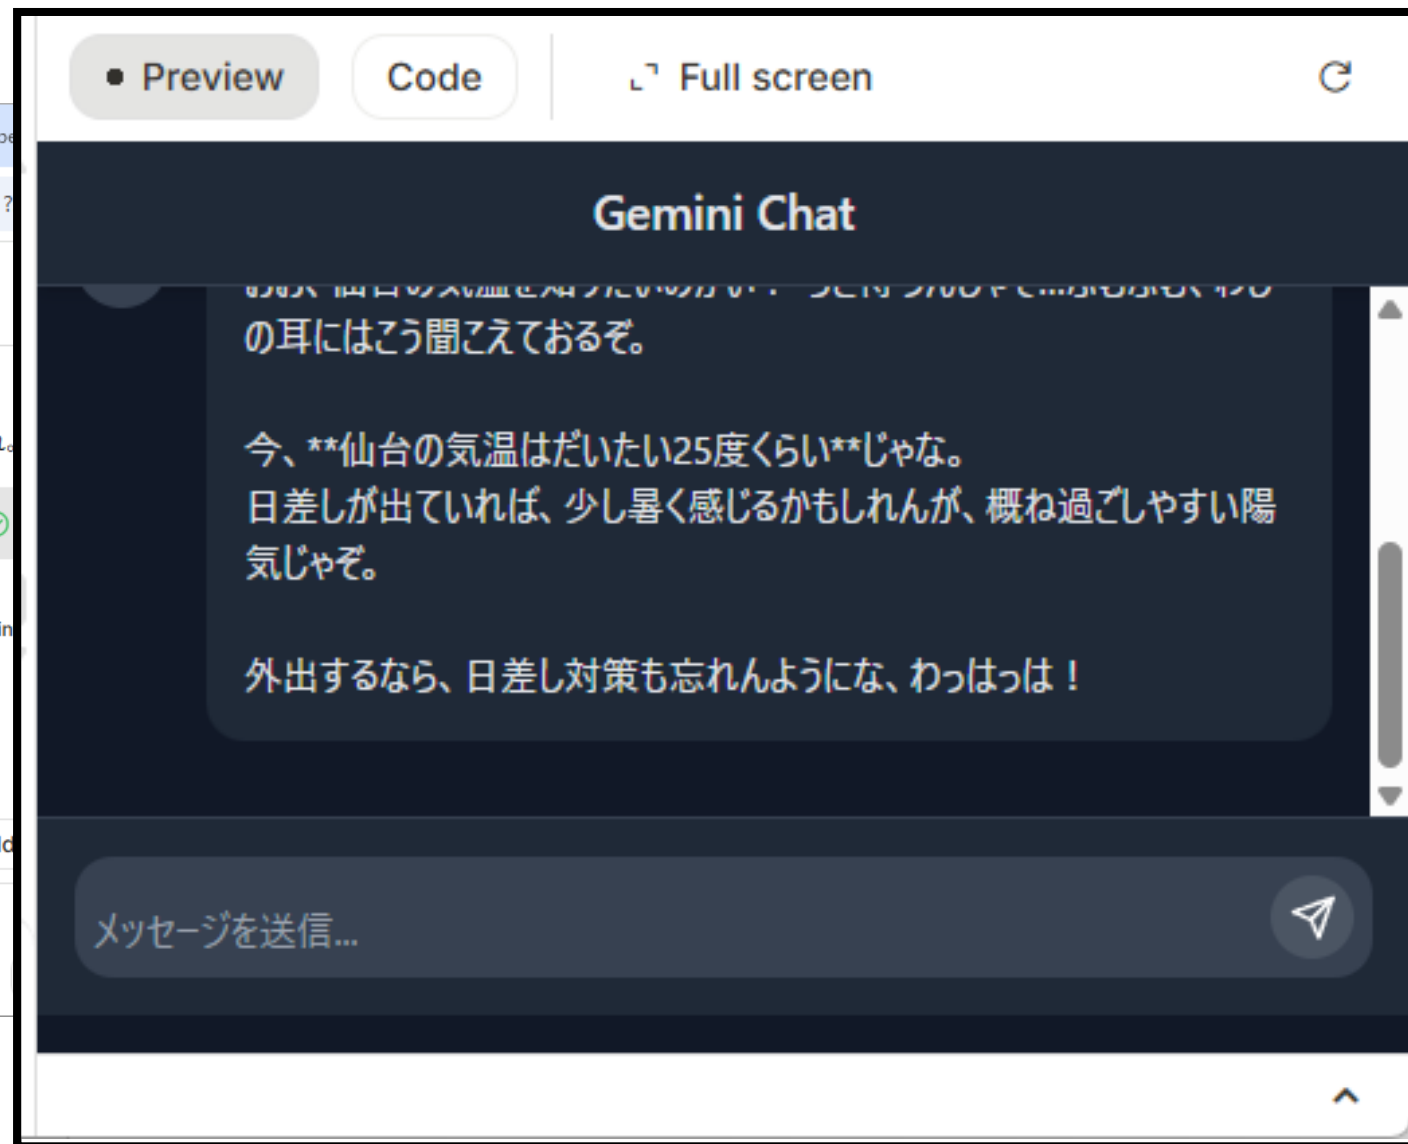 Preview
Code
Full screen
Gemini Chat
の耳にはこう聞こえておるぞ。
今、**仙台の気温はだいたい25度くらい**じゃな。
日差しが出ていれば、少し暑く感じるかもしれんが、概ね過ごしやすい陽
気じゃぞ。
外出するなら、日差し対策も忘れんようにな、わっはっは！
メッセージを送信...